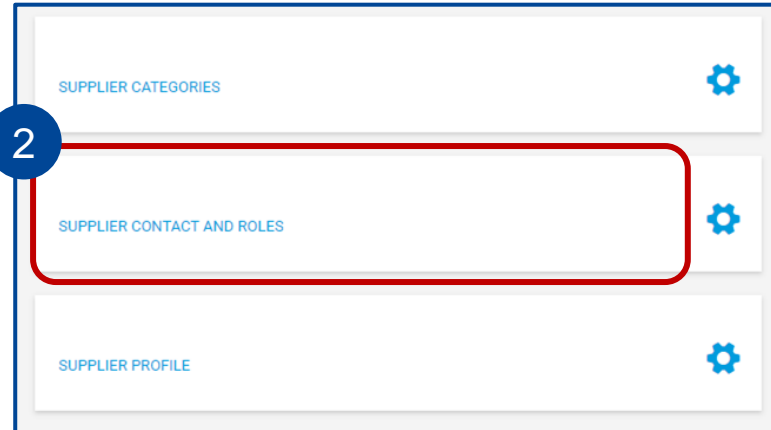 SUPPLIER CATEGORIES
2
SUPPLIER CONTACT AND ROLES
SUPPLIER PROFILE